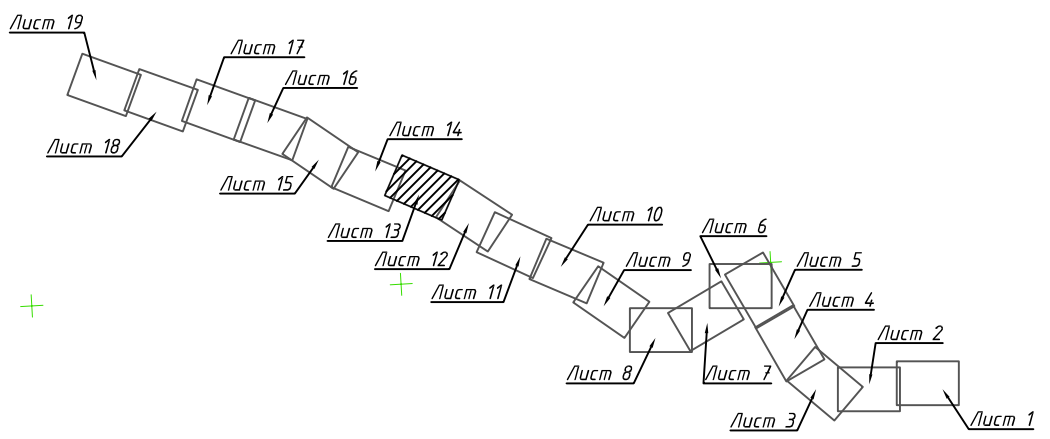 Лист 19
Лист 17
Лист 16
Лист 14
Лист 18
Лист 15
Лист 13
Лист 10
Лист 6
Лист 12
Лист 9
Лист 5
Лист 11
Лист 4
Лист 2
Лист 8
Лист 7
Лист 3
Лист 1